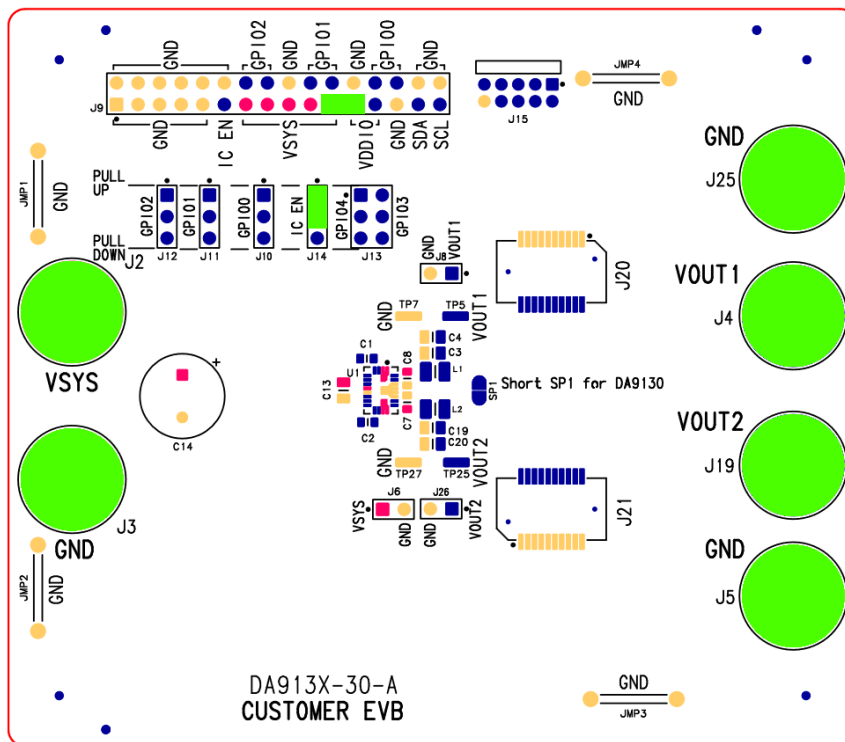 GND GPIO2 GND GPIO1 GND GPIO0 GND
J9
GND IC EN VSYS VDDIO GND SDA SCL
J15
JMP4
GND
JMP1
GND
PULL UP
PULL DOWN
GPIO2
J12
GPIO1
J11
GPIO0
J10
IC EN
J14
GPIO4
J13
GPIO3
GND
J25
VOUT1
J4
VOUT2
J19
GND
J5
J2
VSYS
J3
GND
JMP2
GND
+
C14
GND
J8
VOUT1
J20
GND
TP7
TP5
VOUT1
C4
C3
C1
U1
C8
L1
C13
SP1
Short SP1 for DA9130
C7
L2
C2
C19
C20
GND
TP27
TP25
VOUT2
VSYS
J6
GND
GND
J26
VOUT2
J21
DA913X-30-A
CUSTOMER EVB
GND
JMP3